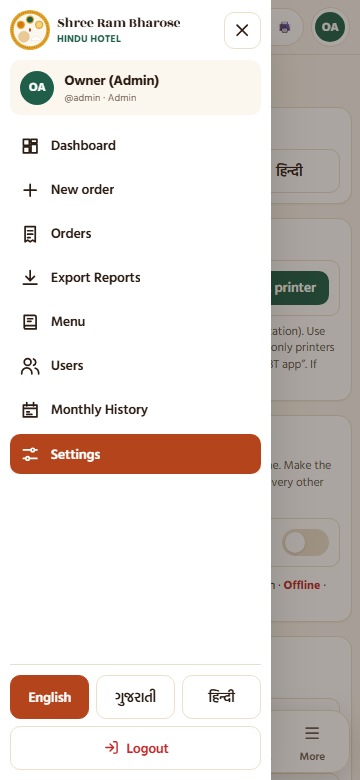 Shree Ram Bharose
HINDU HOTEL
OA
OA
Owner (Admin)
@admin · Admin
Dashboard
New order
हिन्दी
Orders
Export Reports
printer
Menu
ation). Use
only printers
BT app”. If
Users
Monthly History
Settings
ne. Make the
very other
· Offline ·
English
ગુજરાતી
हिन्दी
Logout
More